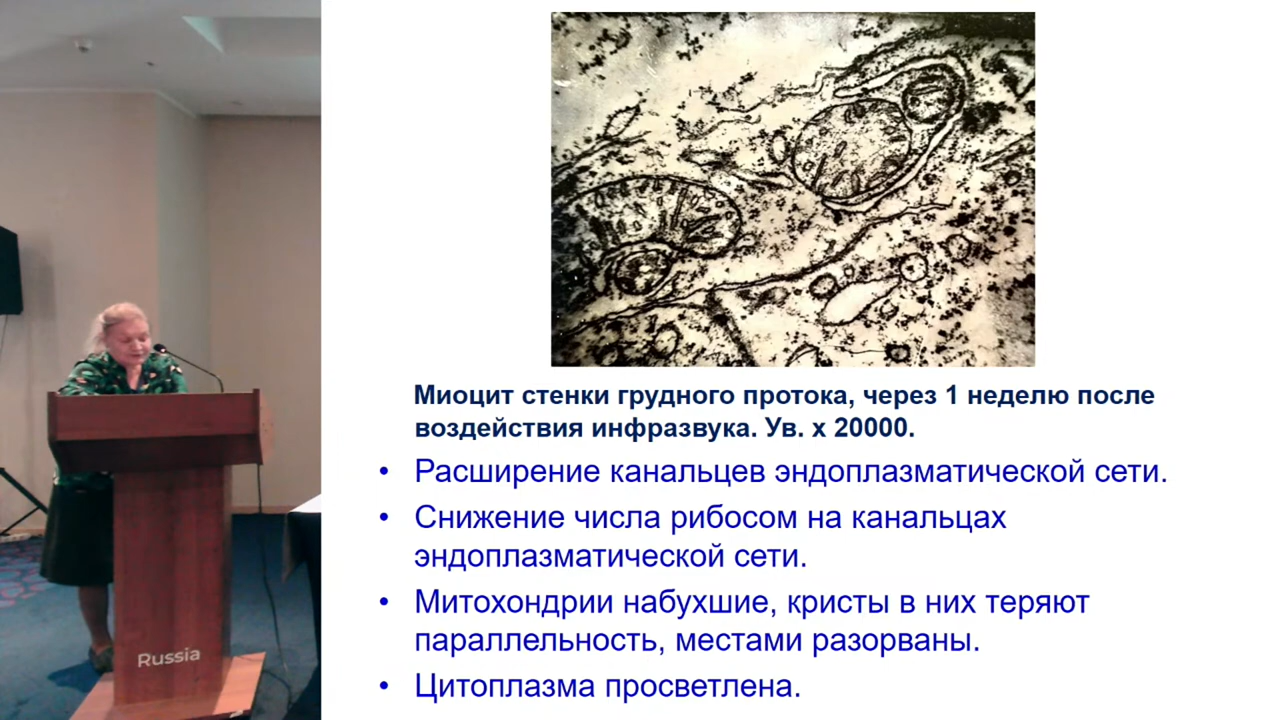 Миоцит стенки грудного протока, через 1 неделю после
воздействия инфразвука. Ув. х 20000.
• Расширение канальцев эндоплазматической сети.
• Снижение числа рибосом на канальцах
эндоплазматической сети.
• Митохондрии набухшие, кристы в них теряют
параллельность, местами разорваны.
• Цитоплазма просветлена.
Russia